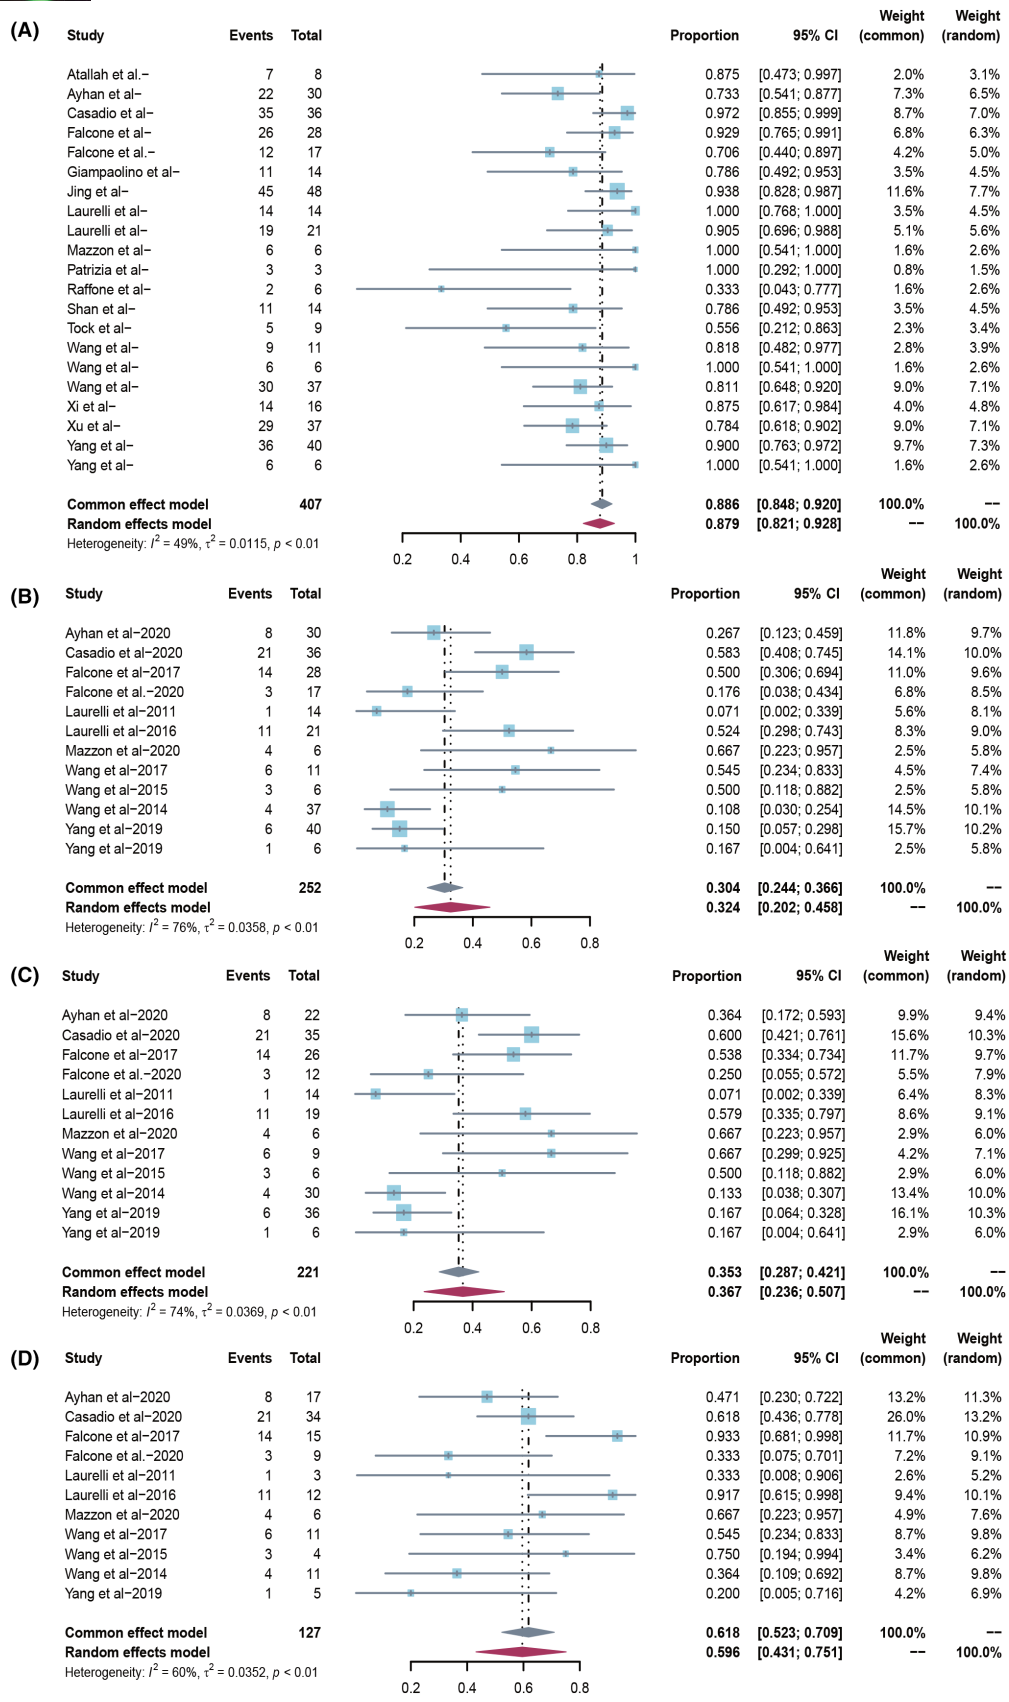 (A)
Weight Weight
Study Events Total Proportion 95% CI (common) (random)
Atallah et al.− 7 8 0.875 [0.473; 0.997] 2.0% 3.1%
Ayhan et al− 22 30 0.733 [0.541; 0.877] 7.3% 6.5%
Casadio et al− 35 36 0.972 [0.855; 0.999] 8.7% 7.0%
Falcone et al− 26 28 0.929 [0.765; 0.991] 6.8% 6.3%
Falcone et al.− 12 17 0.706 [0.440; 0.897] 4.2% 5.0%
Giampaolino et al− 11 14 0.786 [0.492; 0.953] 3.5% 4.5%
Jing et al− 45 48 0.938 [0.828; 0.987] 11.6% 7.7%
Laurelli et al− 14 14 1.000 [0.768; 1.000] 3.5% 4.5%
Laurelli et al− 19 21 0.905 [0.696; 0.988] 5.1% 5.6%
Mazzon et al− 6 6 1.000 [0.541; 1.000] 1.6% 2.6%
Patrizia et al− 3 3 1.000 [0.292; 1.000] 0.8% 1.5%
Raffone et al− 2 6 0.333 [0.043; 0.777] 1.6% 2.6%
Shan et al− 11 14 0.786 [0.492; 0.953] 3.5% 4.5%
Tock et al− 5 9 0.556 [0.212; 0.863] 2.3% 3.4%
Wang et al− 9 11 0.818 [0.482; 0.977] 2.8% 3.9%
Wang et al− 6 6 1.000 [0.541; 1.000] 1.6% 2.6%
Wang et al− 30 37 0.811 [0.648; 0.920] 9.0% 7.1%
Xi et al− 14 16 0.875 [0.617; 0.984] 4.0% 4.8%
Xu et al− 29 37 0.784 [0.618; 0.902] 9.0% 7.1%
Yang et al− 36 40 0.900 [0.763; 0.972] 9.7% 7.3%
Yang et al− 6 6 1.000 [0.541; 1.000] 1.6% 2.6%
Common effect model 407 0.886 [0.848; 0.920] 100.0% −−
Random effects model 0.879 [0.821; 0.928] −− 100.0%
Heterogeneity: I² = 49%, τ² = 0.0115, p < 0.01
0.2 0.4 0.6 0.8 1
(B)
Weight Weight
Study Events Total Proportion 95% CI (common) (random)
Ayhan et al−2020 8 30 0.267 [0.123; 0.459] 11.8% 9.7%
Casadio et al−2020 21 36 0.583 [0.408; 0.745] 14.1% 10.0%
Falcone et al−2017 14 28 0.500 [0.306; 0.694] 11.0% 9.6%
Falcone et al.−2020 3 17 0.176 [0.038; 0.434] 6.8% 8.5%
Laurelli et al−2011 1 14 0.071 [0.002; 0.339] 5.6% 8.1%
Laurelli et al−2016 11 21 0.524 [0.298; 0.743] 8.3% 9.0%
Mazzon et al−2020 4 6 0.667 [0.223; 0.957] 2.5% 5.8%
Wang et al−2017 6 11 0.545 [0.234; 0.833] 4.5% 7.4%
Wang et al−2015 3 6 0.500 [0.118; 0.882] 2.5% 5.8%
Wang et al−2014 4 37 0.108 [0.030; 0.254] 14.5% 10.1%
Yang et al−2019 6 40 0.150 [0.057; 0.298] 15.7% 10.2%
Yang et al−2019 1 6 0.167 [0.004; 0.641] 2.5% 5.8%
Common effect model 252 0.304 [0.244; 0.366] 100.0% −−
Random effects model 0.324 [0.202; 0.458] −− 100.0%
Heterogeneity: I² = 76%, τ² = 0.0358, p < 0.01
0.2 0.4 0.6 0.8
(C)
Weight Weight
Study Events Total Proportion 95% CI (common) (random)
Ayhan et al−2020 8 22 0.364 [0.172; 0.593] 9.9% 9.4%
Casadio et al−2020 21 35 0.600 [0.421; 0.761] 15.6% 10.3%
Falcone et al−2017 14 26 0.538 [0.334; 0.734] 11.7% 9.7%
Falcone et al.−2020 3 12 0.250 [0.055; 0.572] 5.5% 7.9%
Laurelli et al−2011 1 14 0.071 [0.002; 0.339] 6.4% 8.3%
Laurelli et al−2016 11 19 0.579 [0.335; 0.797] 8.6% 9.1%
Mazzon et al−2020 4 6 0.667 [0.223; 0.957] 2.9% 6.0%
Wang et al−2017 6 9 0.667 [0.299; 0.925] 4.2% 7.1%
Wang et al−2015 3 6 0.500 [0.118; 0.882] 2.9% 6.0%
Wang et al−2014 4 30 0.133 [0.038; 0.307] 13.4% 10.0%
Yang et al−2019 6 36 0.167 [0.064; 0.328] 16.1% 10.3%
Yang et al−2019 1 6 0.167 [0.004; 0.641] 2.9% 6.0%
Common effect model 221 0.353 [0.287; 0.421] 100.0% −−
Random effects model 0.367 [0.236; 0.507] −− 100.0%
Heterogeneity: I² = 74%, τ² = 0.0369, p < 0.01
0.2 0.4 0.6 0.8
(D)
Weight Weight
Study Events Total Proportion 95% CI (common) (random)
Ayhan et al−2020 8 17 0.471 [0.230; 0.722] 13.2% 11.3%
Casadio et al−2020 21 34 0.618 [0.436; 0.778] 26.0% 13.2%
Falcone et al−2017 14 15 0.933 [0.681; 0.998] 11.7% 10.9%
Falcone et al.−2020 3 9 0.333 [0.075; 0.701] 7.2% 9.1%
Laurelli et al−2011 1 3 0.333 [0.008; 0.906] 2.6% 5.2%
Laurelli et al−2016 11 12 0.917 [0.615; 0.998] 9.4% 10.1%
Mazzon et al−2020 4 6 0.667 [0.223; 0.957] 4.9% 7.6%
Wang et al−2017 6 11 0.545 [0.234; 0.833] 8.7% 9.8%
Wang et al−2015 3 4 0.750 [0.194; 0.994] 3.4% 6.2%
Wang et al−2014 4 11 0.364 [0.109; 0.692] 8.7% 9.8%
Yang et al−2019 1 5 0.200 [0.005; 0.716] 4.2% 6.9%
Common effect model 127 0.618 [0.523; 0.709] 100.0% −−
Random effects model 0.596 [0.431; 0.751] −− 100.0%
Heterogeneity: I² = 60%, τ² = 0.0352, p < 0.01
0.2 0.4 0.6 0.8